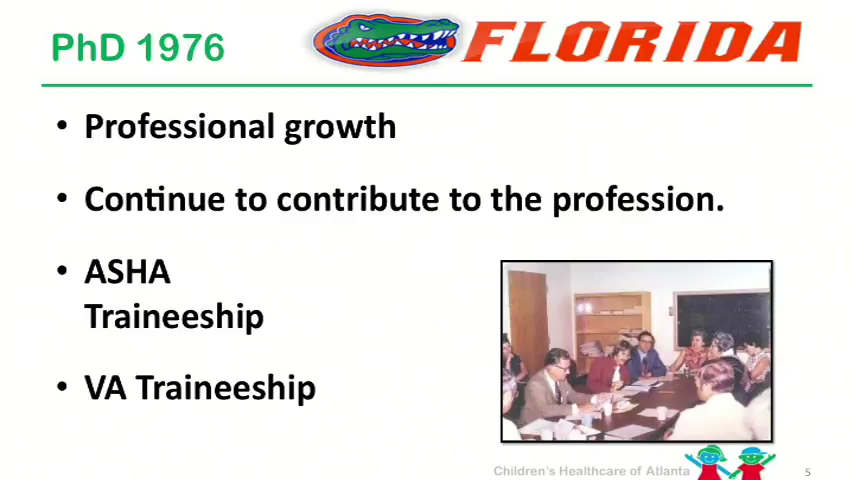 PhD 1976
FLORIDA
• Professional growth
• Continue to contribute to the profession.
• ASHA
Traineeship
• VA Traineeship
Children's Healthcare of Atlanta
5